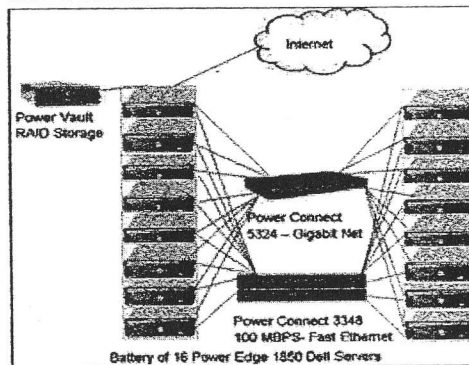 Internet
Power Vault
RAID Storage
Power Connect
5324 – Gigabit Net
Power Connect 3348
100 MBPS- Fast Ethernet
Battery of 16 Power Edge 1850 Dell Servers